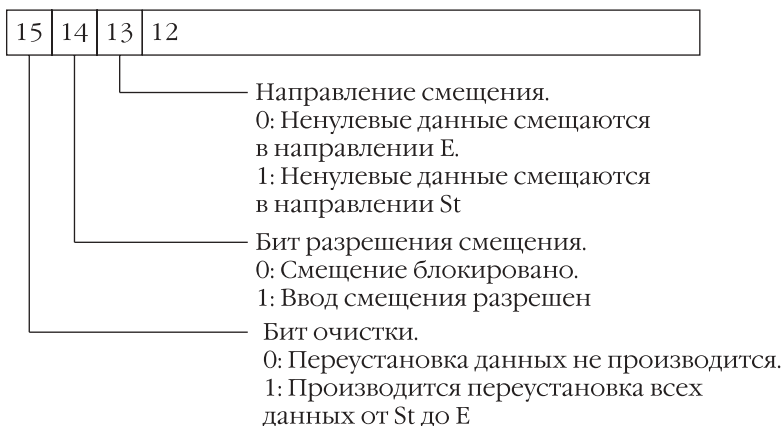 15 14 13 12
Направление смещения.
0: Ненулевые данные смещаются
в направлении E.
1: Ненулевые данные смещаются
в направлении St
Бит разрешения смещения.
0: Смещение блокировано.
1: Ввод смещения разрешен
Бит очистки.
0: Переустановка данных не производится.
1: Производится переустановка всех
данных от St до E